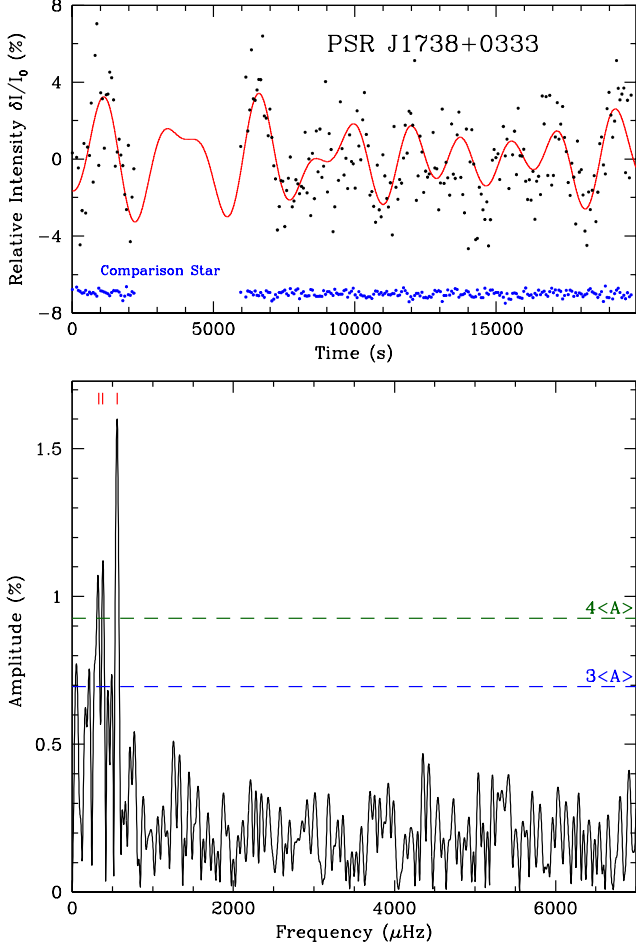 8
4
0
−4
−8
Relative Intensity δI/I₀ (%)
PSR J1738+0333
Comparison Star
0
5000
10000
15000
Time (s)
1.5
1
0.5
0
Amplitude (%)
4<A>
3<A>
0
2000
4000
6000
Frequency (μHz)